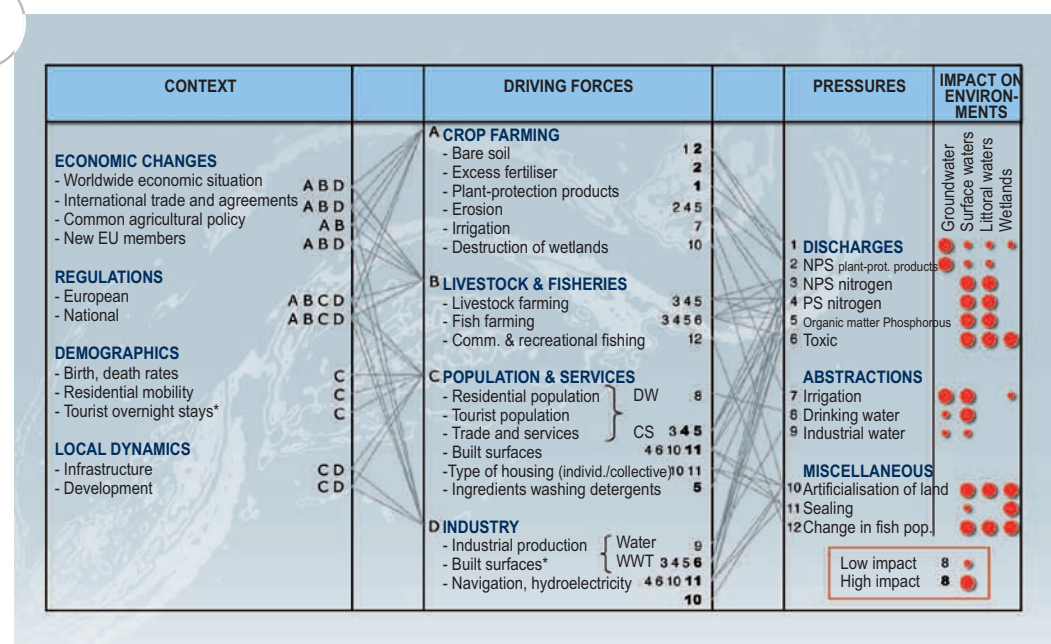 CONTEXT
DRIVING FORCES
PRESSURES
IMPACT ON
ENVIRON-
MENTS
Groundwater
Surface waters
Littoral waters
Wetlands
ECONOMIC CHANGES
- Worldwide economic situation A B D
- International trade and agreements A B D
- Common agricultural policy A B
- New EU members A B D
REGULATIONS
- European A B C D
- National A B C D
DEMOGRAPHICS
- Birth, death rates C
- Residential mobility C
- Tourist overnight stays* C
LOCAL DYNAMICS
- Infrastructure C D
- Development C D
A CROP FARMING
- Bare soil 1 2
- Excess fertiliser 2
- Plant-protection products 1
- Erosion 2 4 5
- Irrigation 7
- Destruction of wetlands 10
B LIVESTOCK & FISHERIES
- Livestock farming 3 4 5
- Fish farming 3 4 5 6
- Comm. & recreational fishing 12
C POPULATION & SERVICES
- Residential population DW 8
- Tourist population
- Trade and services CS 3 4 5
- Built surfaces 4 6 10 11
-Type of housing (individ./collective) 10 11
- Ingredients washing detergents 5
D INDUSTRY
- Industrial production Water 9
- Built surfaces* WWT 3 4 5 6
- Navigation, hydroelectricity 4 6 10 11
10
1 DISCHARGES
2 NPS plant-prot. products
3 NPS nitrogen
4 PS nitrogen
5 Organic matter Phosphorous
6 Toxic
ABSTRACTIONS
7 Irrigation
8 Drinking water
9 Industrial water
MISCELLANEOUS
10 Artificialisation of land
11 Sealing
12 Change in fish pop.
Low impact 8
High impact 8